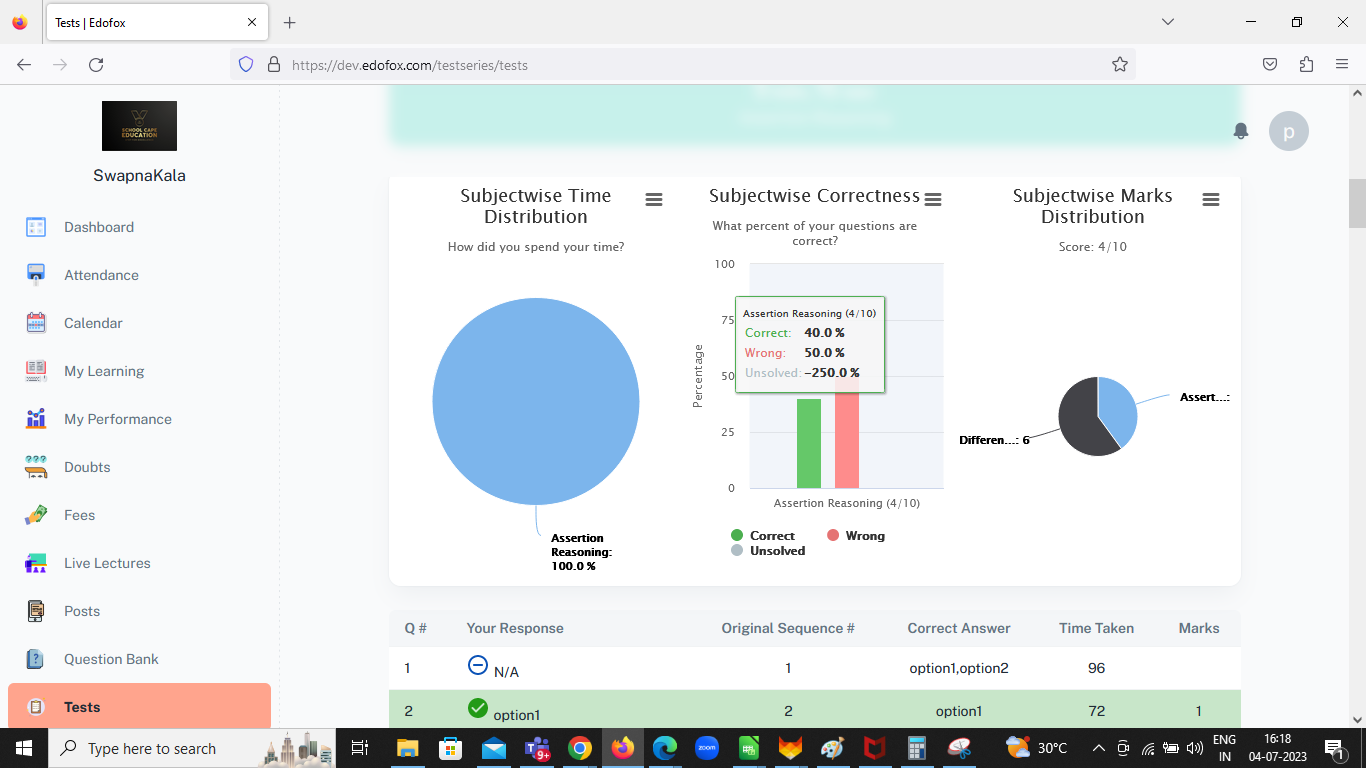 Tests | Edofox
https://dev.edofox.com/testseries/tests
SCHOOL CAFE
EDUCATION
SwapnaKala
Dashboard
Attendance
Calendar
My Learning
My Performance
Doubts
Fees
Live Lectures
Posts
Question Bank
Tests
p
Subjectwise Time
Distribution
How did you spend your time?
Assertion
Reasoning:
100.0 %
Subjectwise Correctness
What percent of your questions are
correct?
Percentage
100
75
50
25
0
Assertion Reasoning (4/10)
Correct: 40.0 %
Wrong: 50.0 %
Unsolved: −250.0 %
Assertion Reasoning (4/10)
Correct Wrong
Unsolved
Subjectwise Marks
Distribution
Score: 4/10
Assert…:
Differen…: 6
Q # Your Response Original Sequence # Correct Answer Time Taken Marks
1 N/A 1 option1,option2 96
2 option1 2 option1 72 1
Type here to search
9+
zoom
30°C
ENG
IN
16:18
04-07-2023
1